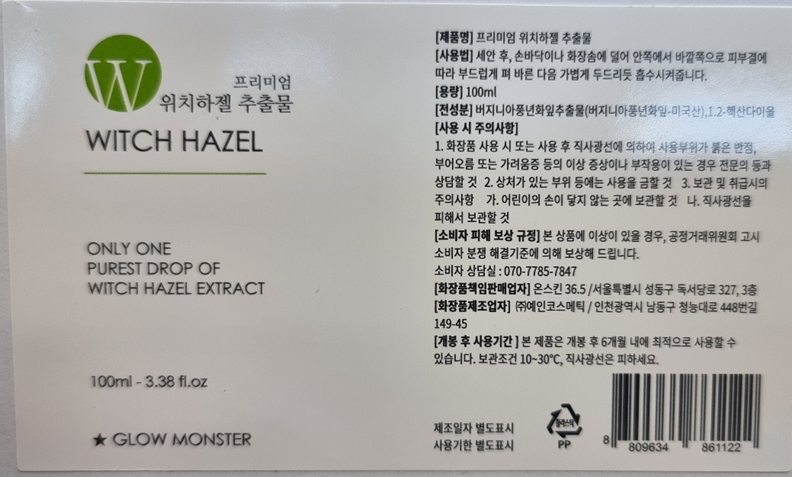 W
프리미엄
위치하젤 추출물
WITCH HAZEL
ONLY ONE
PUREST DROP OF
WITCH HAZEL EXTRACT
100ml - 3.38 fl.oz
★ GLOW MONSTER
[제품명] 프리미엄 위치하젤 추출물
[사용법] 세안 후, 손바닥이나 화장솜에 덜어 안쪽에서 바깥쪽으로 피부결에
따라 부드럽게 펴 바른 다음 가볍게 두드리듯 흡수시켜줍니다.
[용량] 100ml
[전성분] 버지니아풍년화잎추출물(버지니아풍년화잎-미국산),1.2-헥산다이올
[사용 시 주의사항]
1. 화장품 사용 시 또는 사용 후 직사광선에 의하여 사용부위가 붉은 반점,
부어오름 또는 가려움증 등의 이상 증상이나 부작용이 있는 경우 전문의 등과
상담할 것 2. 상처가 있는 부위 등에는 사용을 금할 것 3. 보관 및 취급시의
주의사항 가. 어린이의 손이 닿지 않는 곳에 보관할 것 나. 직사광선을
피해서 보관할 것
[소비자 피해 보상 규정] 본 상품에 이상이 있을 경우, 공정거래위원회 고시
소비자 분쟁 해결기준에 의해 보상해 드립니다.
소비자 상담실 : 070-7785-7847
[화장품책임판매업자] 온스킨 36.5 /서울특별시 성동구 독서당로 327, 3층
[화장품제조업자] ㈜예인코스메틱 / 인천광역시 남동구 청능대로 448번길
149-45
[개봉 후 사용기간 ] 본 제품은 개봉 후 6개월 내에 최적으로 사용할 수
있습니다. 보관조건 10~30℃, 직사광선은 피하세요.
제조일자 별도표시
사용기한 별도표시
플라스틱
PP
8 809634 861122